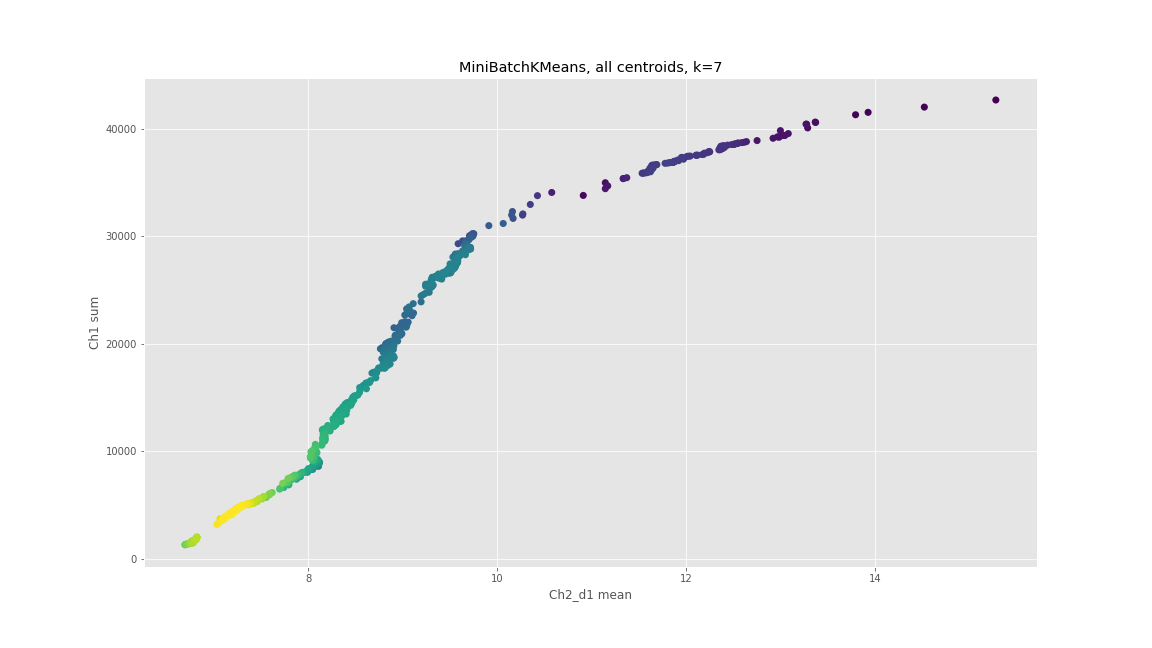 MiniBatchKMeans, all centroids, k=7
40000
30000
20000
10000
0
Ch1 sum
8 10 12 14
Ch2_d1 mean